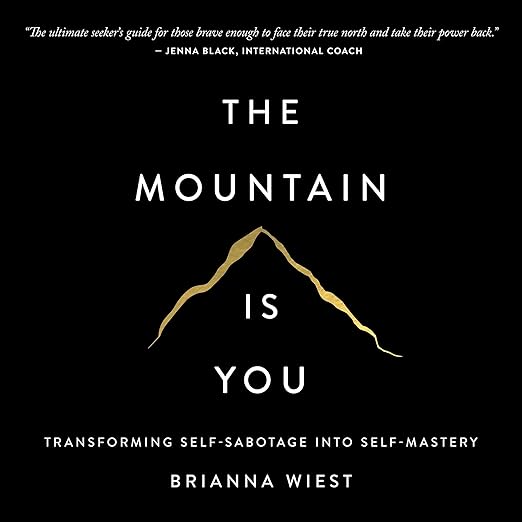 “The ultimate seeker’s guide for those brave enough to face their true north and take their power back.”
— JENNA BLACK, INTERNATIONAL COACH
THE
MOUNTAIN
IS
YOU
TRANSFORMING SELF-SABOTAGE INTO SELF-MASTERY
BRIANNA WIEST